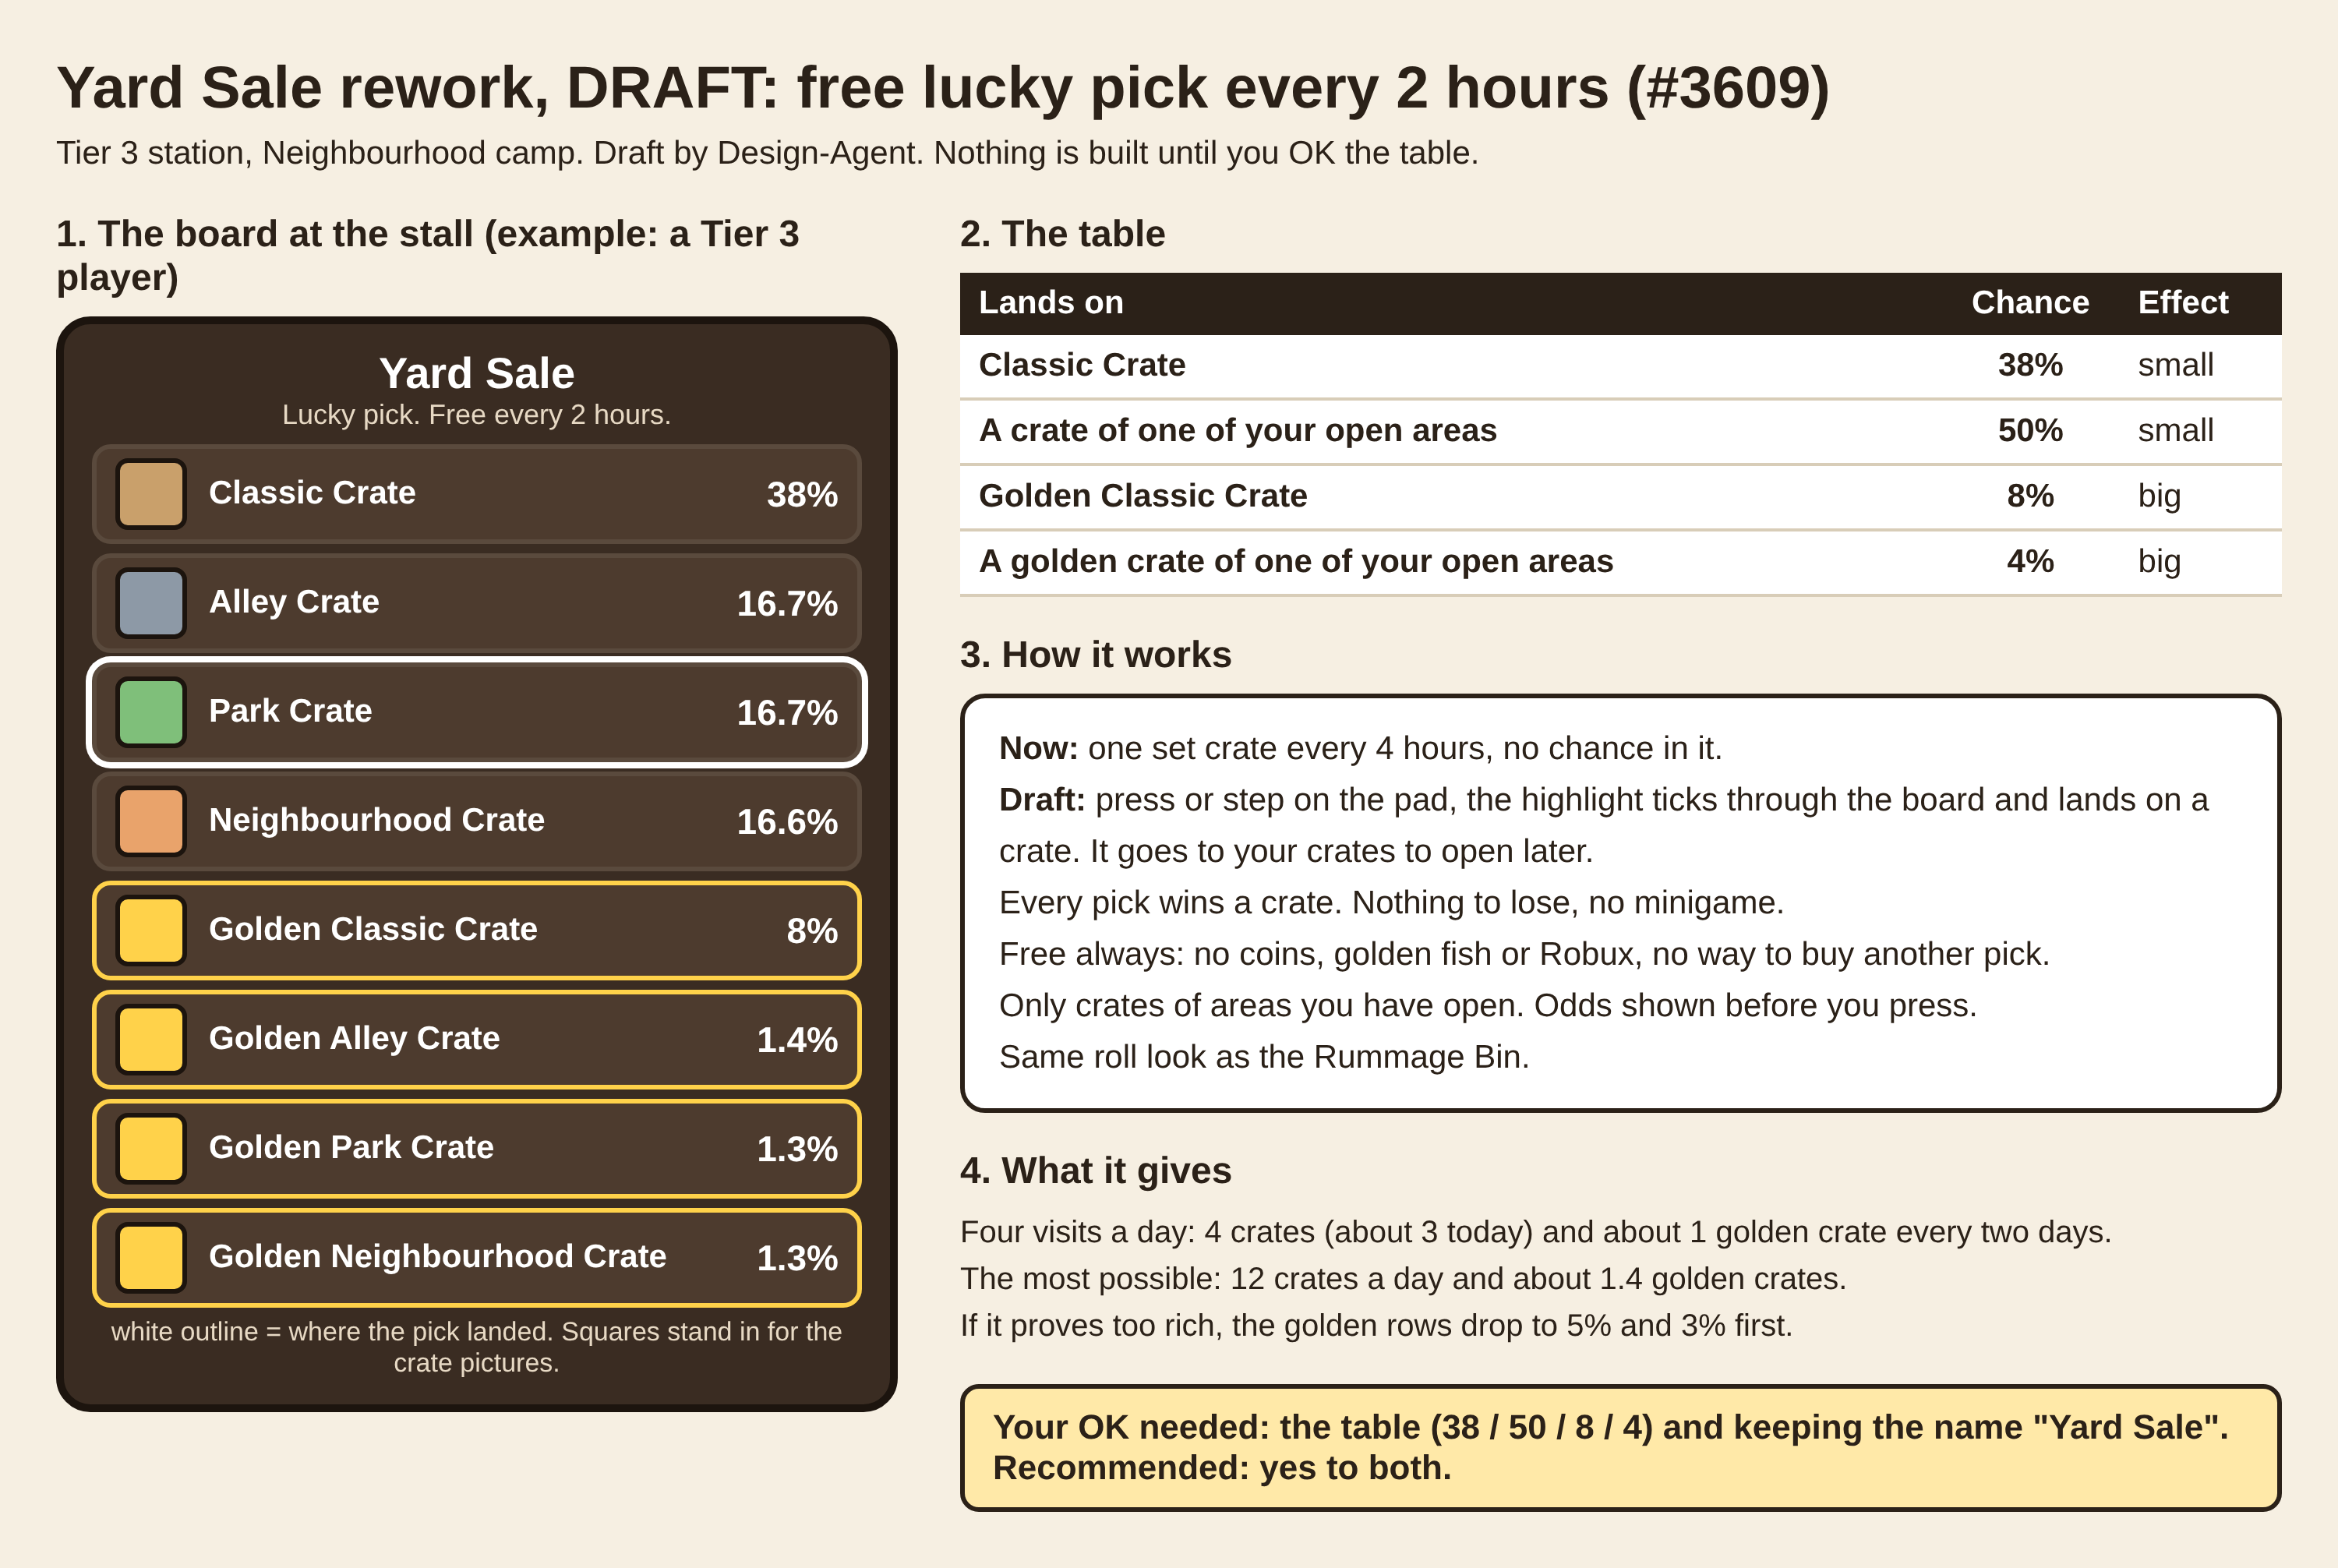 Yard Sale rework, DRAFT: free lucky pick every 2 hours (#3609)
Tier 3 station, Neighbourhood camp. Draft by Design-Agent. Nothing is built until you OK the table.
1. The board at the stall (example: a Tier 3
player)
Yard Sale
Lucky pick. Free every 2 hours.
Classic Crate 38%
Alley Crate 16.7%
Park Crate 16.7%
Neighbourhood Crate 16.6%
Golden Classic Crate 8%
Golden Alley Crate 1.4%
Golden Park Crate 1.3%
Golden Neighbourhood Crate 1.3%
white outline = where the pick landed. Squares stand in for the
crate pictures.
2. The table
Lands on Chance Effect
Classic Crate 38% small
A crate of one of your open areas 50% small
Golden Classic Crate 8% big
A golden crate of one of your open areas 4% big
3. How it works
Now: one set crate every 4 hours, no chance in it.
Draft: press or step on the pad, the highlight ticks through the board and lands on a
crate. It goes to your crates to open later.
Every pick wins a crate. Nothing to lose, no minigame.
Free always: no coins, golden fish or Robux, no way to buy another pick.
Only crates of areas you have open. Odds shown before you press.
Same roll look as the Rummage Bin.
4. What it gives
Four visits a day: 4 crates (about 3 today) and about 1 golden crate every two days.
The most possible: 12 crates a day and about 1.4 golden crates.
If it proves too rich, the golden rows drop to 5% and 3% first.
Your OK needed: the table (38 / 50 / 8 / 4) and keeping the name "Yard Sale".
Recommended: yes to both.